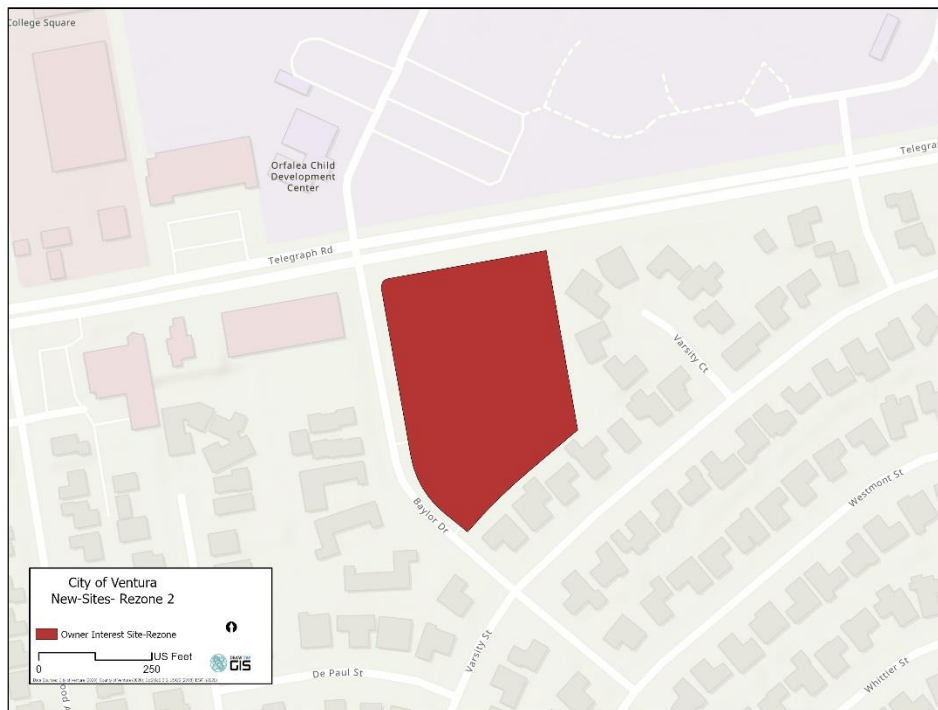 College Square
Orfalea Child
Development
Center
Telegraph Rd
Telegra
Varsity Ct
Baylor Dr
Westmont St
Varsity St
De Paul St
Whittier St
City of Ventura
New-Sites- Rezone 2
Owner Interest Site-Rezone
US Feet
0 250
GIS